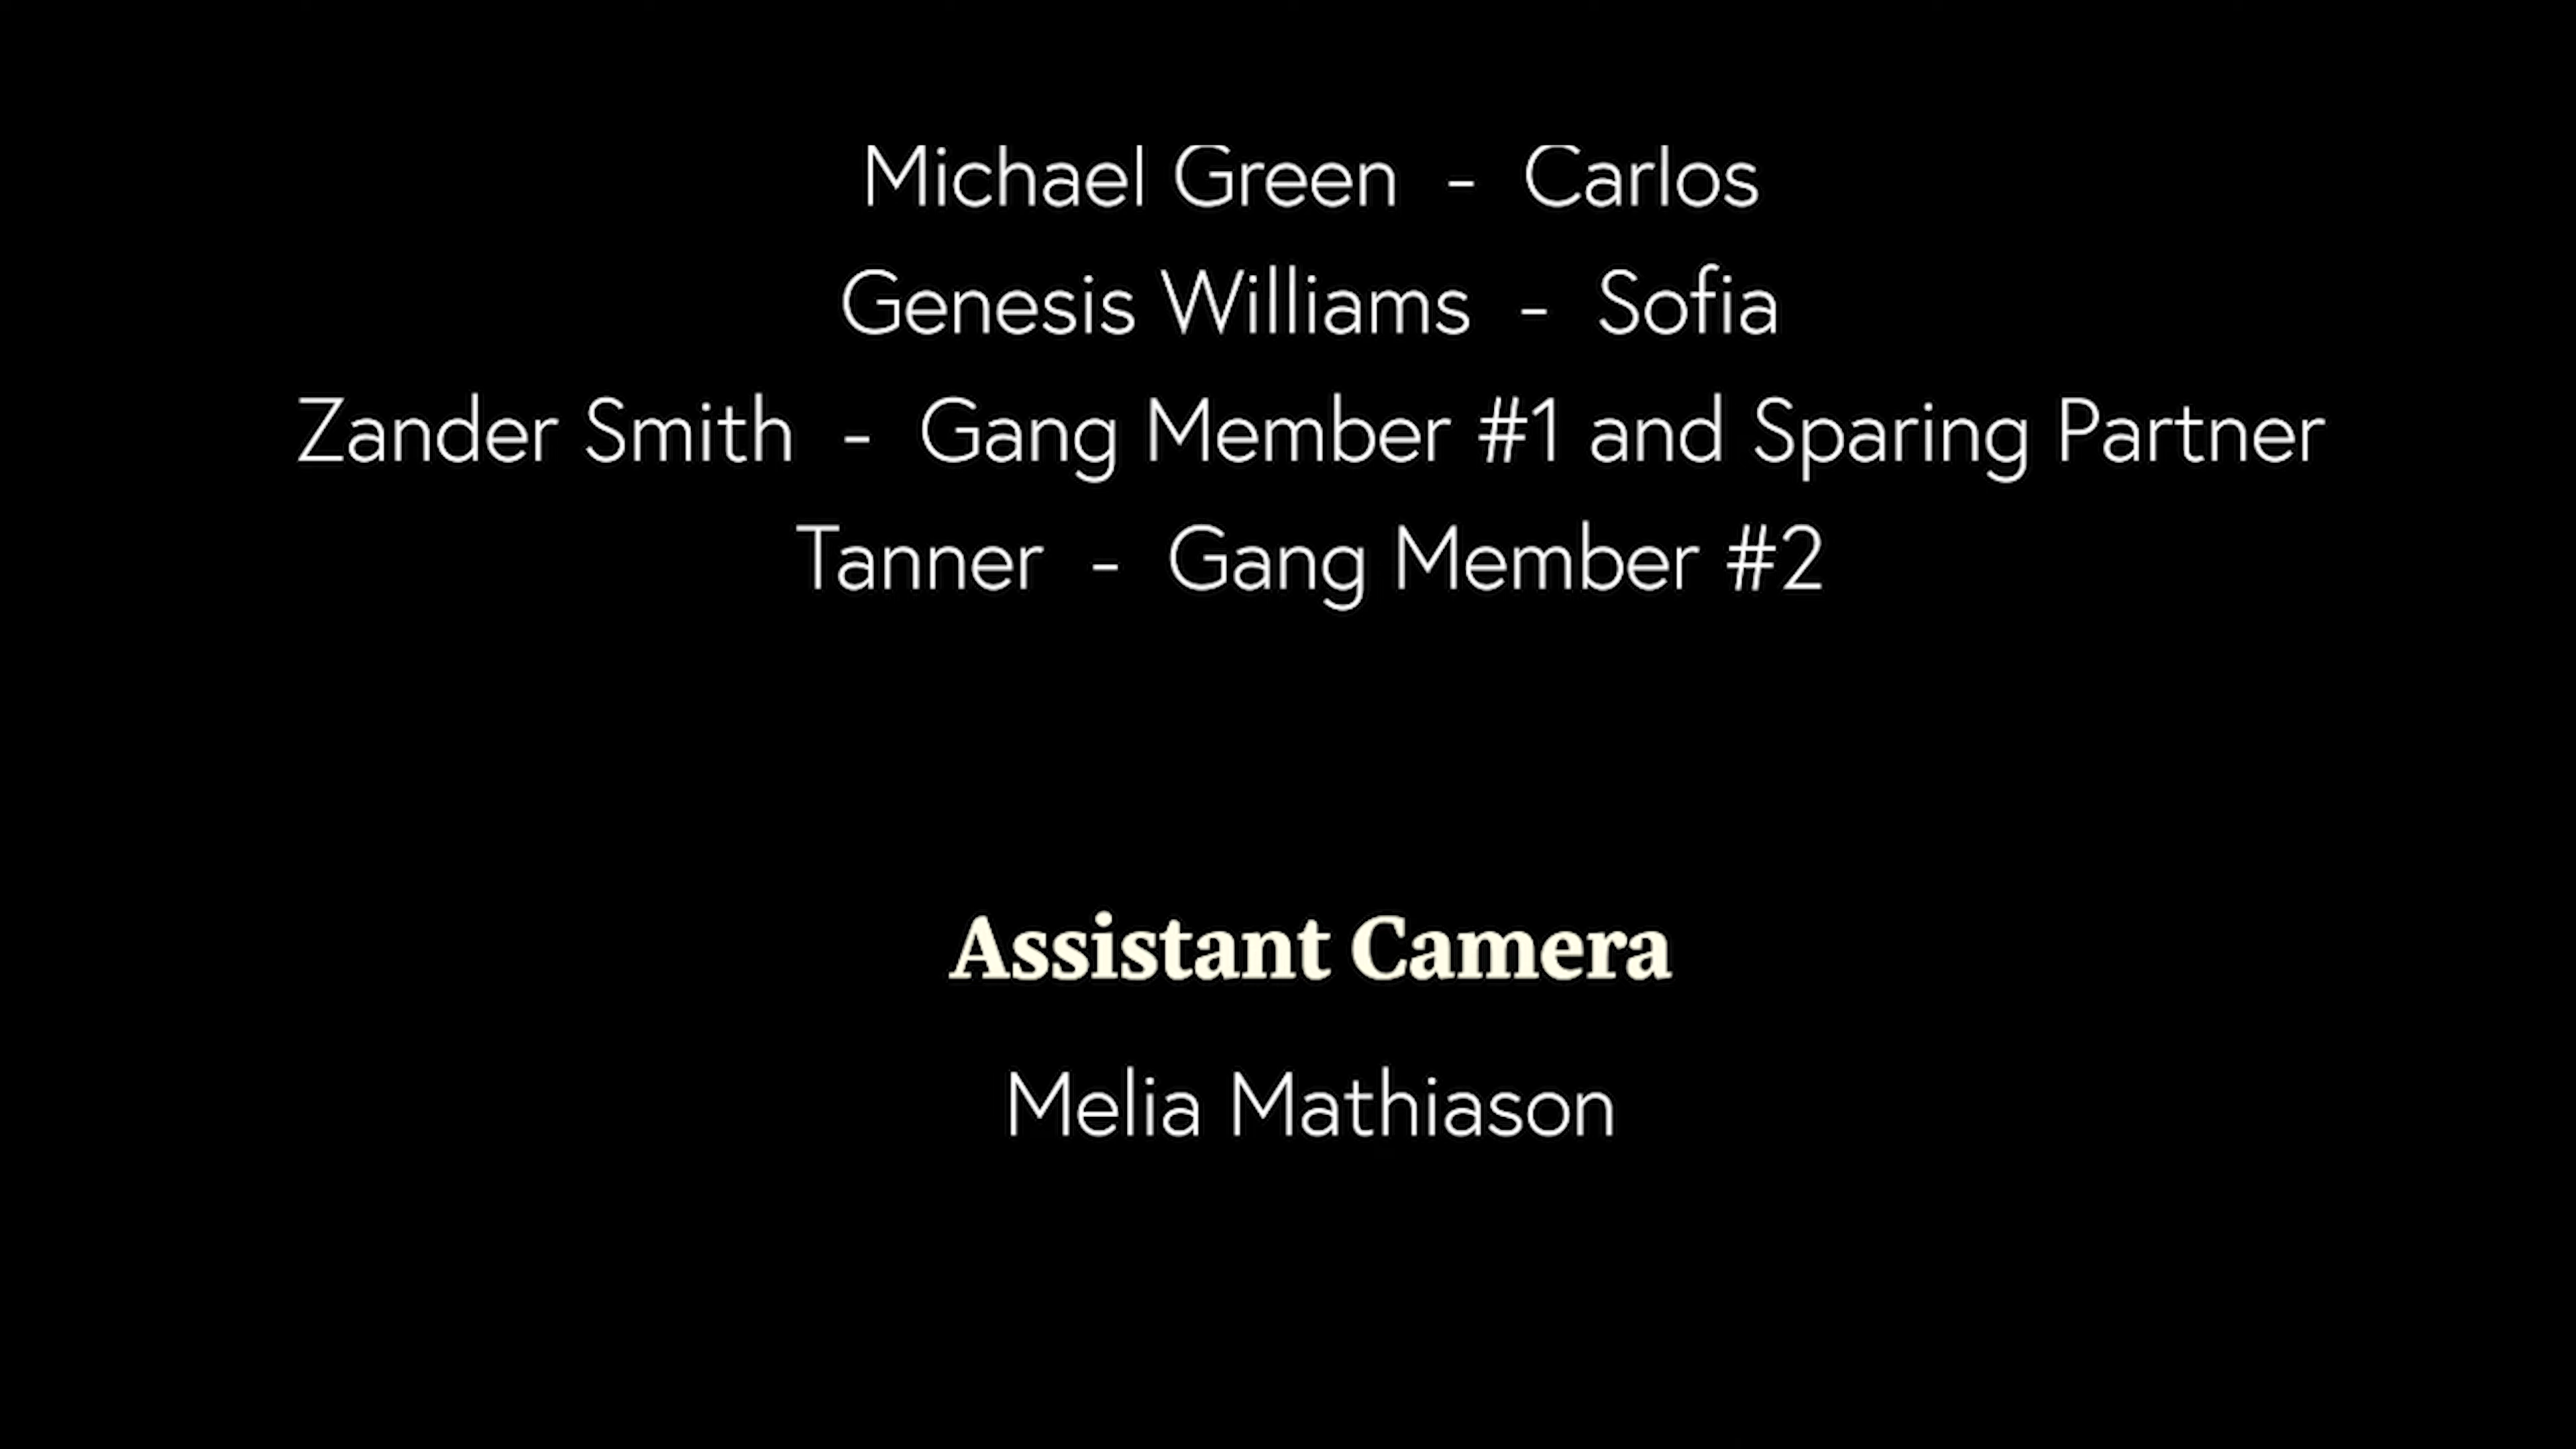 Michael Green - Carlos
Genesis Williams - Sofia
Zander Smith - Gang Member #1 and Sparing Partner
Tanner - Gang Member #2
Assistant Camera
Melia Mathiason